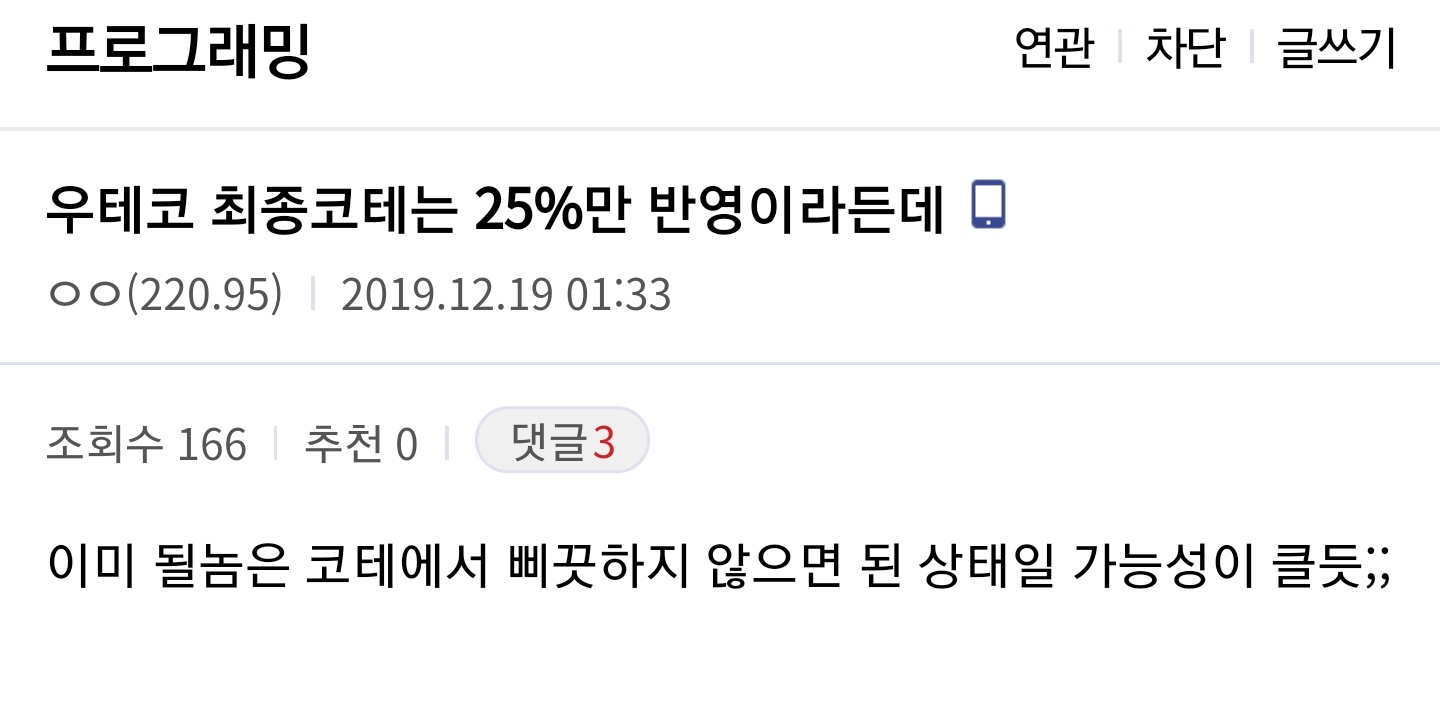 프로그래밍
연관 차단 글쓰기
우테코 최종코테는 25%만 반영이라든데
ㅇㅇ(220.95) 2019.12.19 01:33
조회수 166 추천 0 댓글 3
이미 될놈은 코테에서 삐끗하지 않으면 된 상태일 가능성이 클듯;;